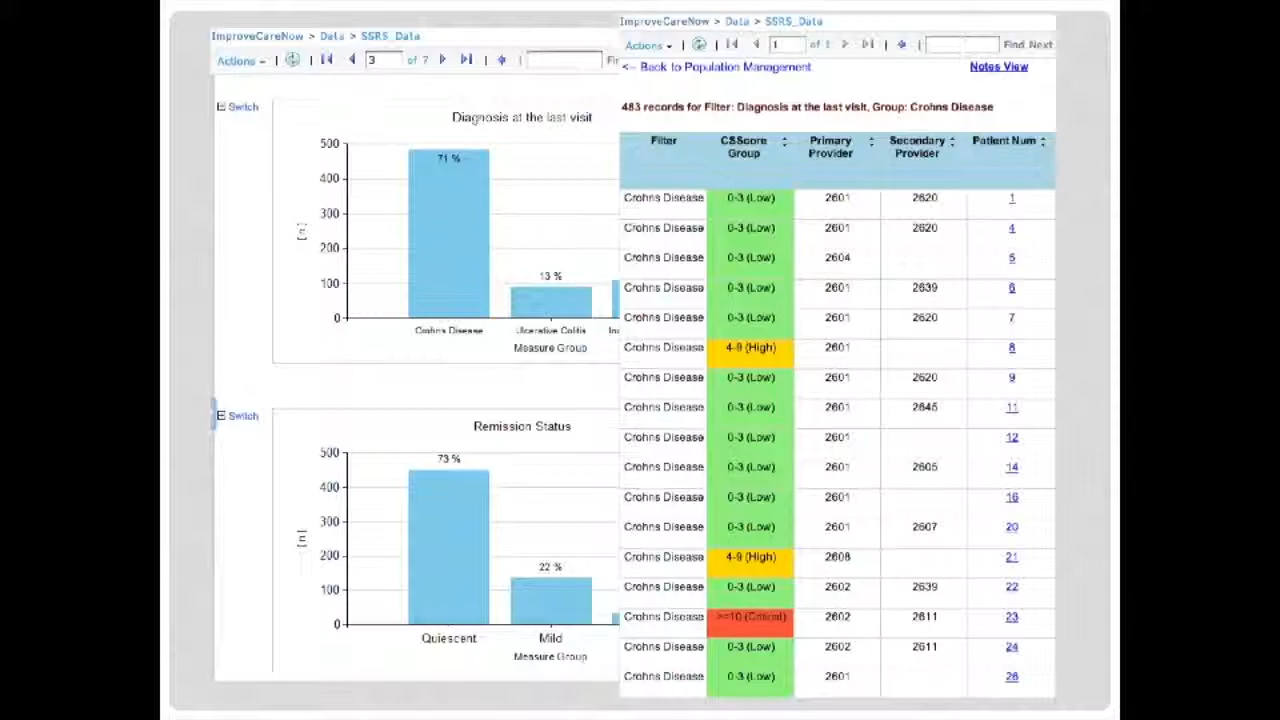 ImproveCareNow > Data > SSRS_Data
Actions 3 of 7
Switch
Diagnosis at the last visit
500
400
300
200
100
0
[n]
71 %
13 %
Crohns Disease Ulcerative Colitis
Measure Group
Switch
Remission Status
500
400
300
200
100
0
[n]
73 %
22 %
Quiescent Mild
Measure Group
ImproveCareNow > Data > SSRS_Data
Actions 1 of 1 Find Next
<- Back to Population Management Notes View
483 records for Filter: Diagnosis at the last visit, Group: Crohns Disease
Filter CSScore Group Primary Provider Secondary Provider Patient Num
Crohns Disease 0-3 (Low) 2601 2620 1
Crohns Disease 0-3 (Low) 2601 2620 4
Crohns Disease 0-3 (Low) 2604 5
Crohns Disease 0-3 (Low) 2601 2639 6
Crohns Disease 0-3 (Low) 2601 2620 7
Crohns Disease 4-9 (High) 2601 8
Crohns Disease 0-3 (Low) 2601 2620 9
Crohns Disease 0-3 (Low) 2601 2645 11
Crohns Disease 0-3 (Low) 2601 12
Crohns Disease 0-3 (Low) 2601 2605 14
Crohns Disease 0-3 (Low) 2601 16
Crohns Disease 0-3 (Low) 2601 2607 20
Crohns Disease 4-9 (High) 2608 21
Crohns Disease 0-3 (Low) 2602 2639 22
Crohns Disease >=10 (Critical) 2602 2611 23
Crohns Disease 0-3 (Low) 2602 2611 24
Crohns Disease 0-3 (Low) 2601 26